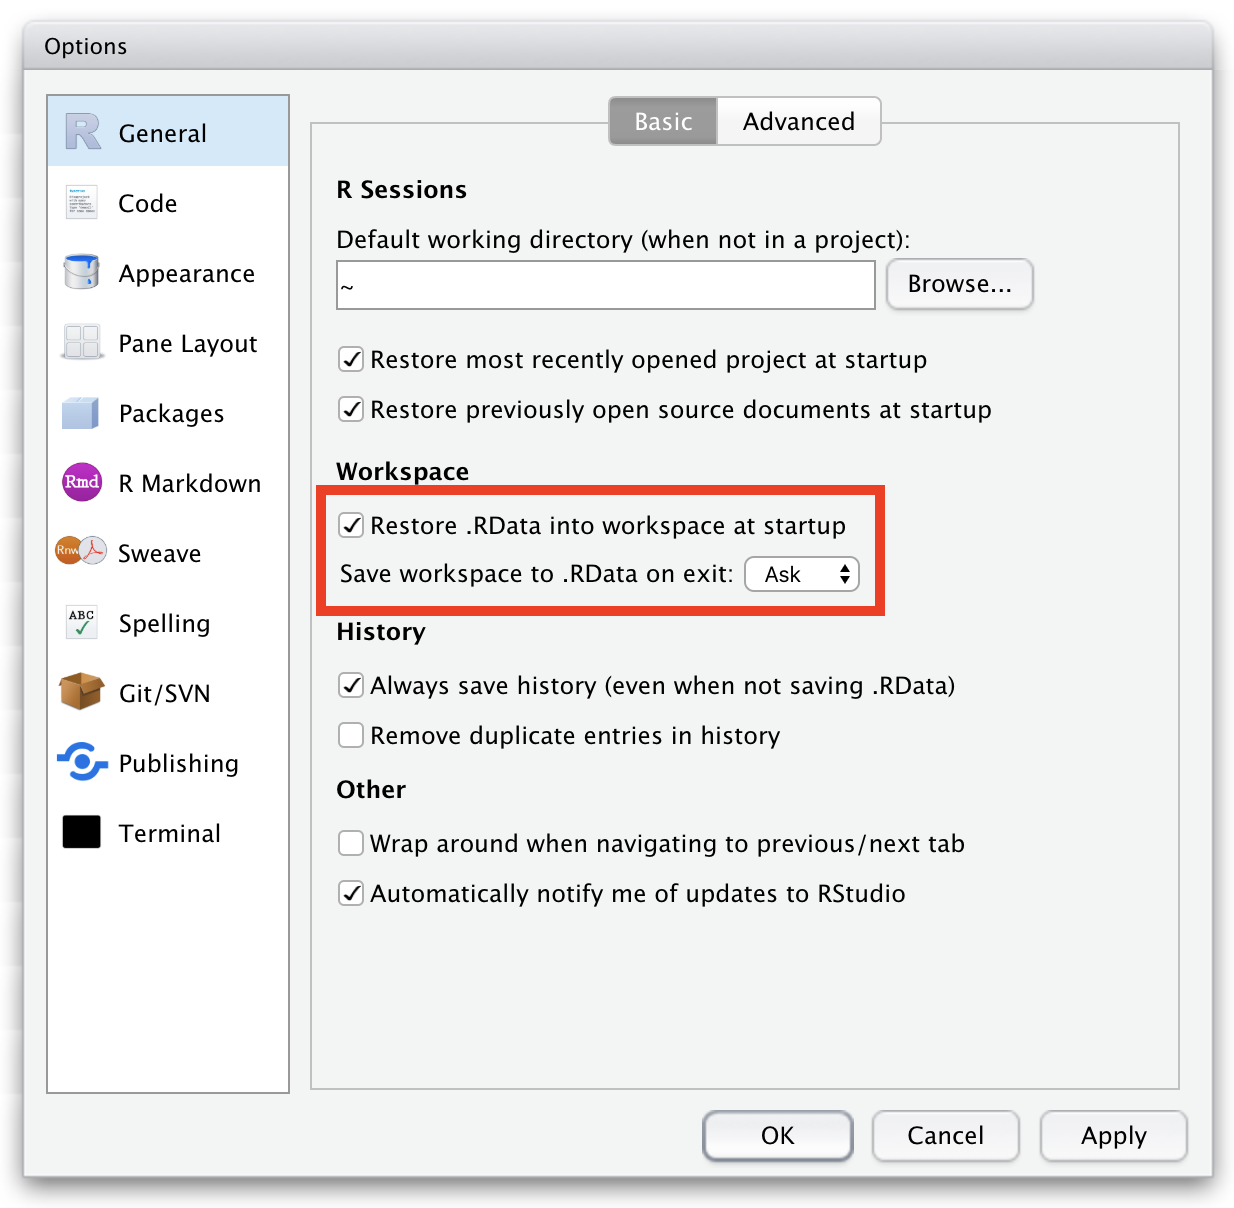 Options
General
Code
Appearance
Pane Layout
Packages
Rmd R Markdown
Rnw Sweave
ABC Spelling
Git/SVN
Publishing
Terminal
Basic Advanced
R Sessions
Default working directory (when not in a project):
~ Browse...
Restore most recently opened project at startup
Restore previously open source documents at startup
Workspace
Restore .RData into workspace at startup
Save workspace to .RData on exit: Ask
History
Always save history (even when not saving .RData)
Remove duplicate entries in history
Other
Wrap around when navigating to previous/next tab
Automatically notify me of updates to RStudio
OK Cancel Apply